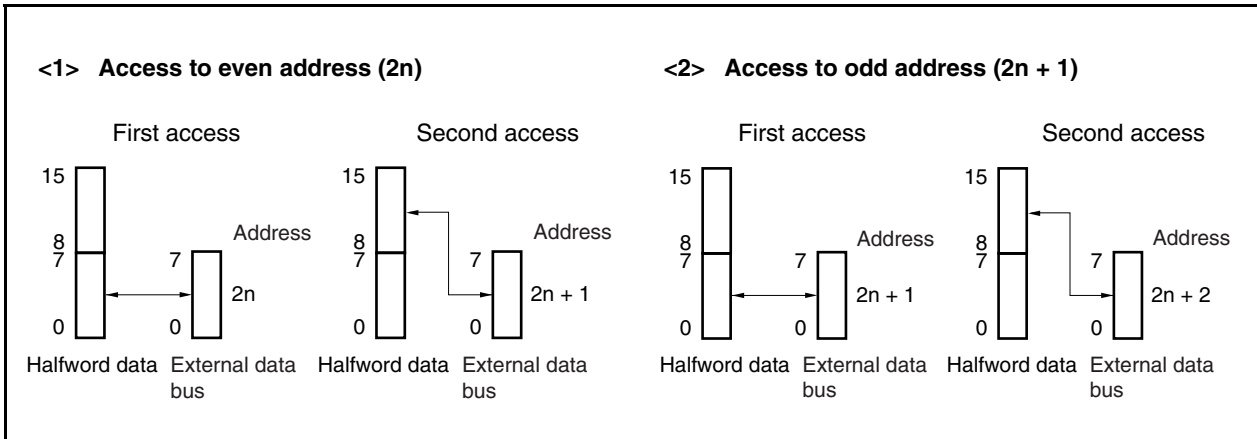 <1> Access to even address (2n)
First access
15
8
7
0
Halfword data
Address
7
2n
0
External data
bus
Second access
15
8
7
0
Halfword data
Address
7
2n + 1
0
External data
bus
<2> Access to odd address (2n + 1)
First access
15
8
7
0
Halfword data
Address
7
2n + 1
0
External data
bus
Second access
15
8
7
0
Halfword data
Address
7
2n + 2
0
External data
bus